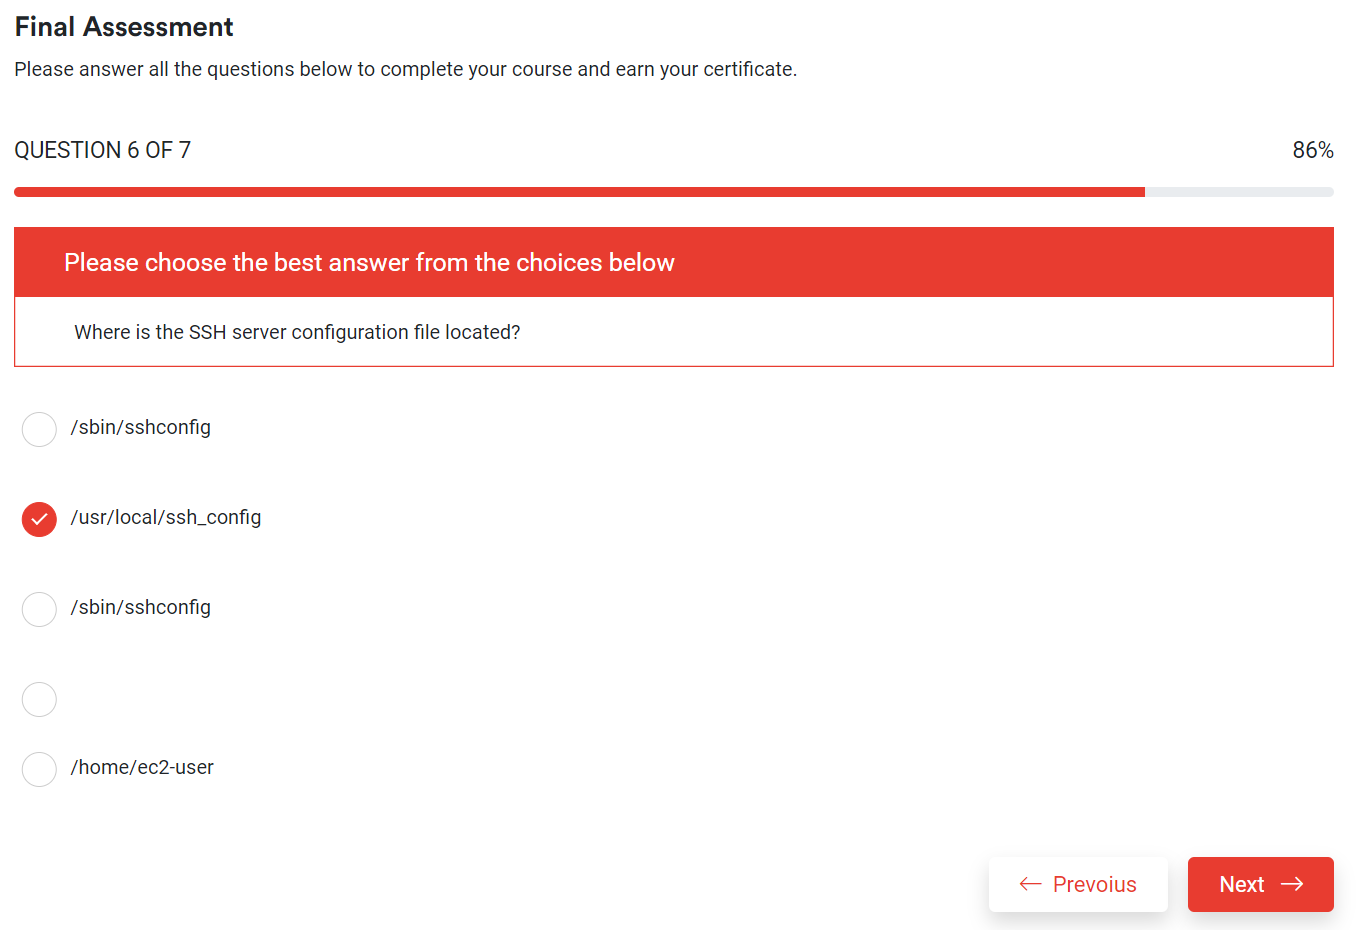 Final Assessment
Please answer all the questions below to complete your course and earn your certificate.
QUESTION 6 OF 7
86%
Please choose the best answer from the choices below
Where is the SSH server configuration file located?
/sbin/sshconfig
/usr/local/ssh_config
/sbin/sshconfig
/home/ec2-user
Prevoius
Next